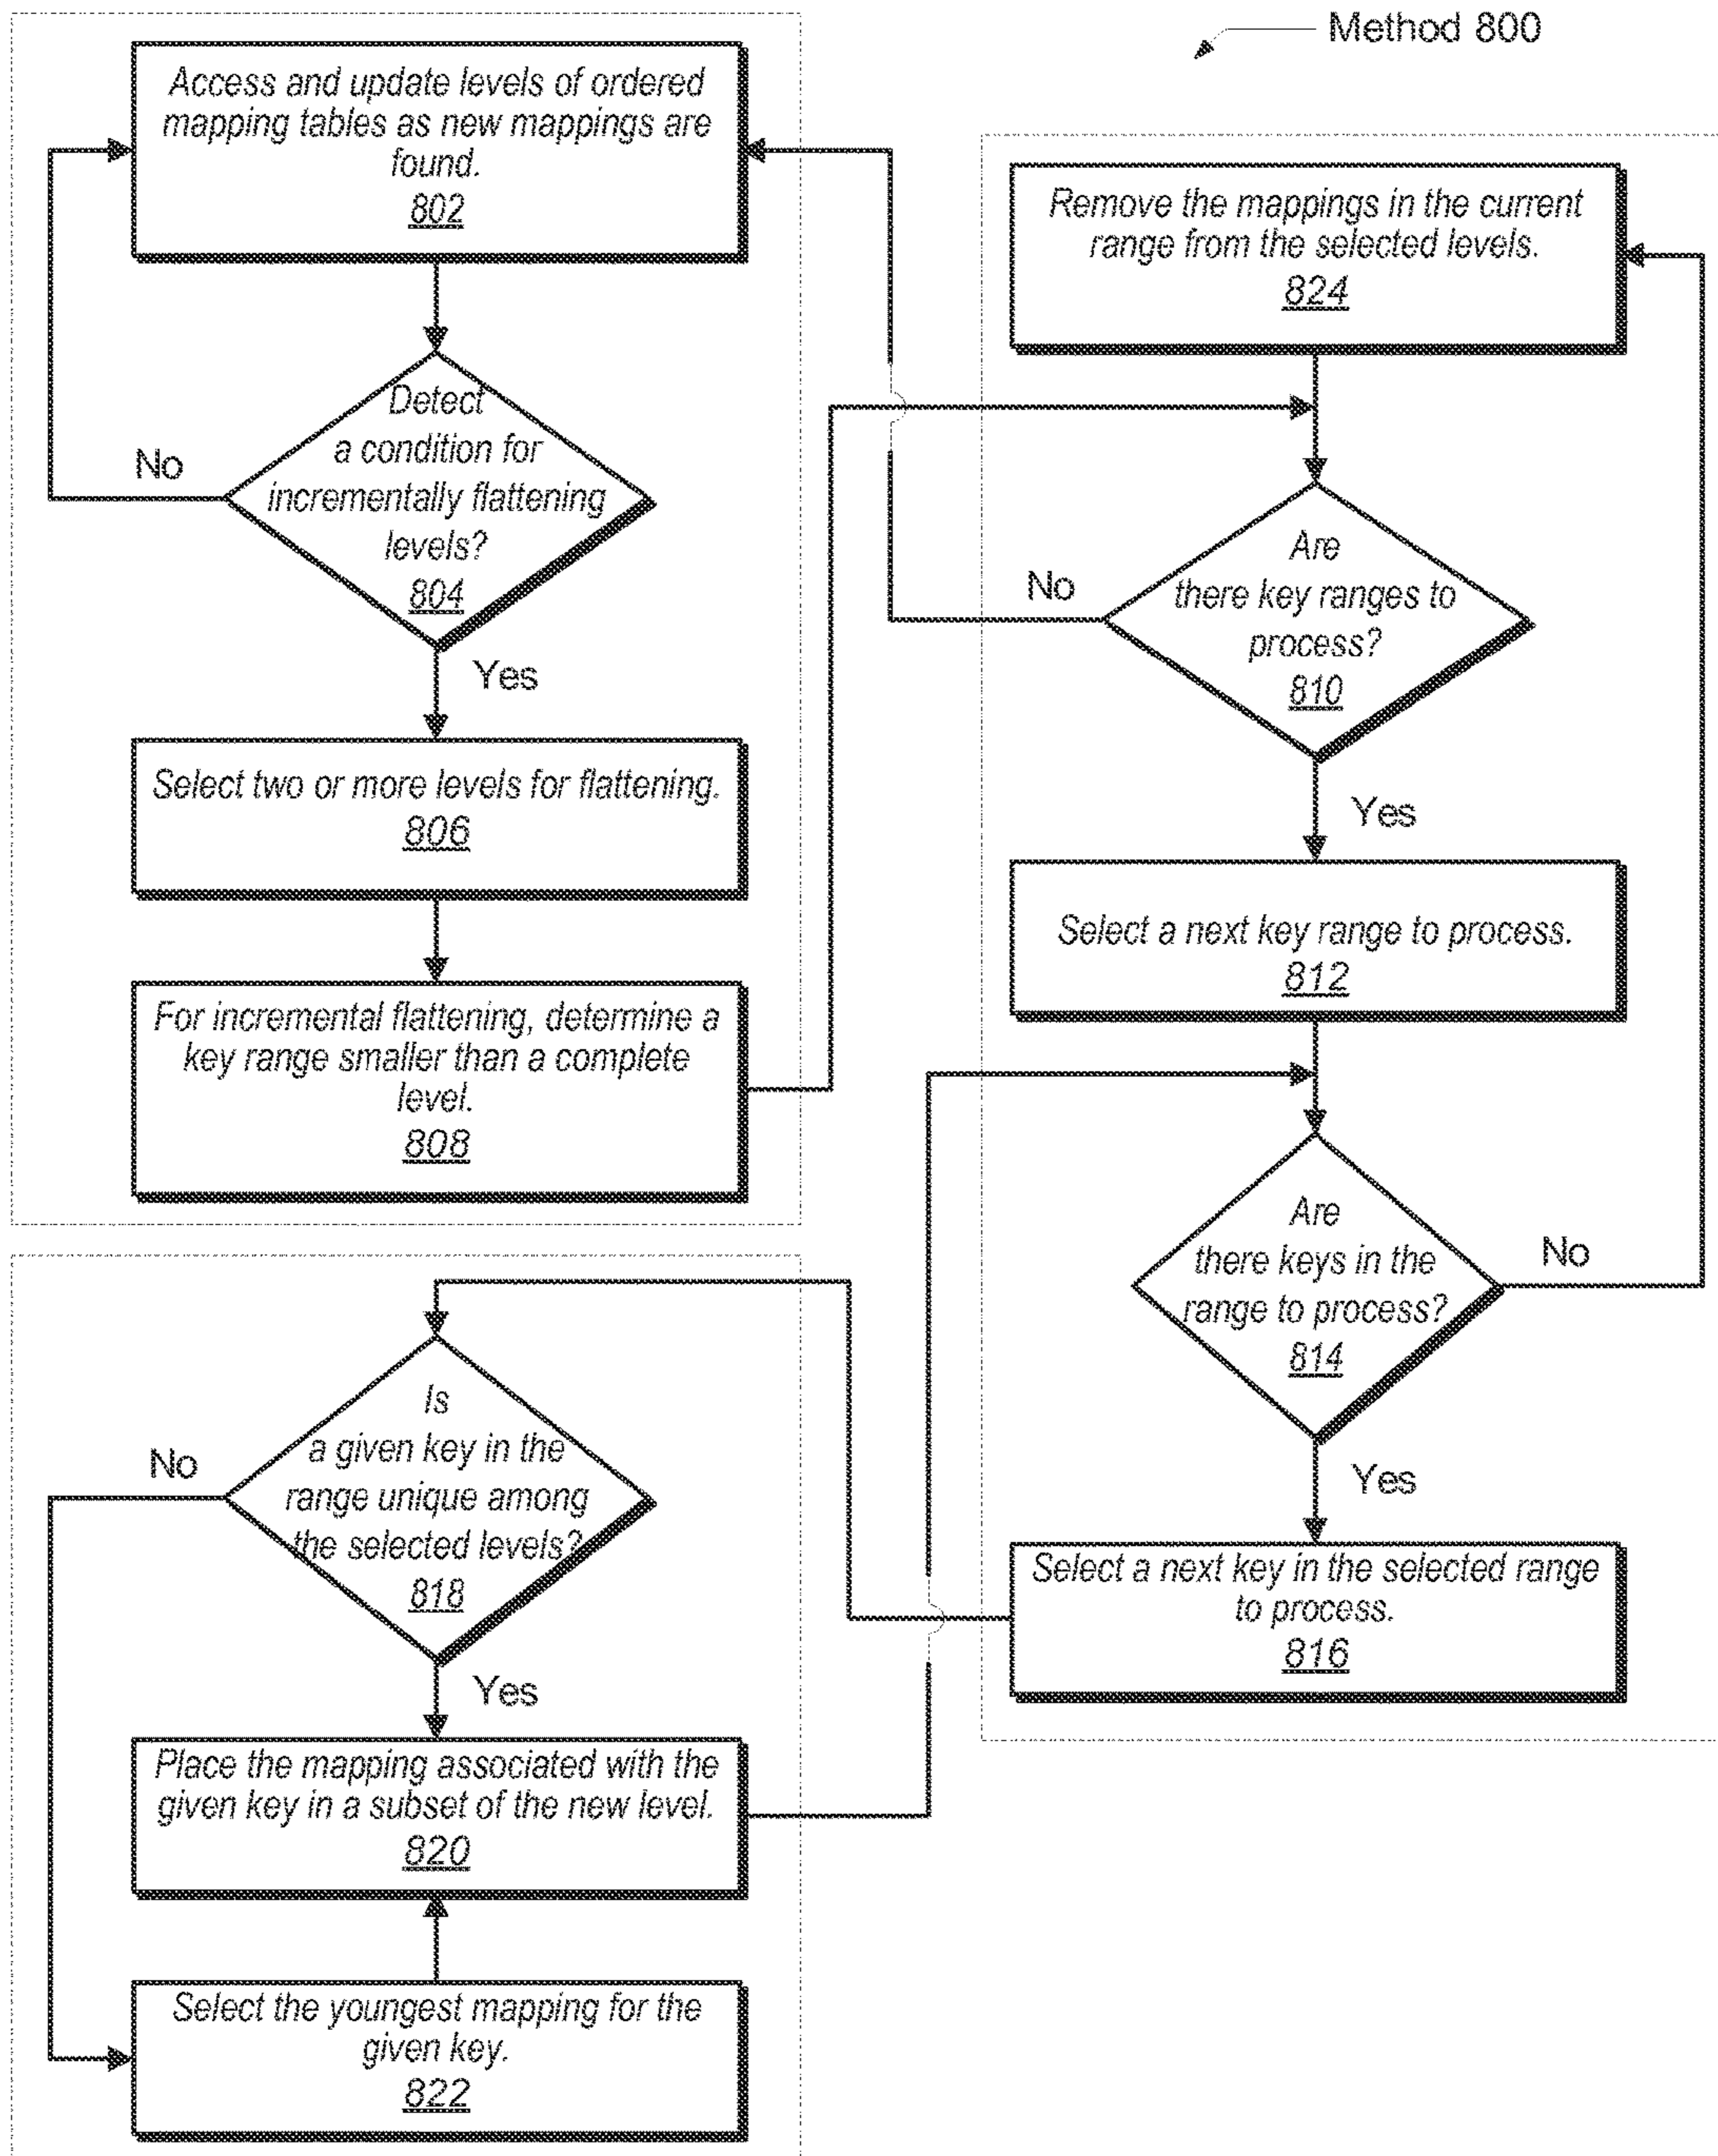 Method 800
Access and update levels of ordered
mapping tables as new mappings are
found.
802
Detect
a condition for
incrementally flattening
levels?
804
No
Yes
Select two or more levels for flattening.
806
For incremental flattening, determine a
key range smaller than a complete
level.
808
Remove the mappings in the current
range from the selected levels.
824
Are
there key ranges to
process?
810
No
Yes
Select a next key range to process.
812
Are
there keys in the
range to process?
814
No
Yes
Select a next key in the selected range
to process.
816
Is
a given key in the
range unique among
the selected levels?
818
No
Yes
Place the mapping associated with the
given key in a subset of the new level.
820
Select the youngest mapping for the
given key.
822